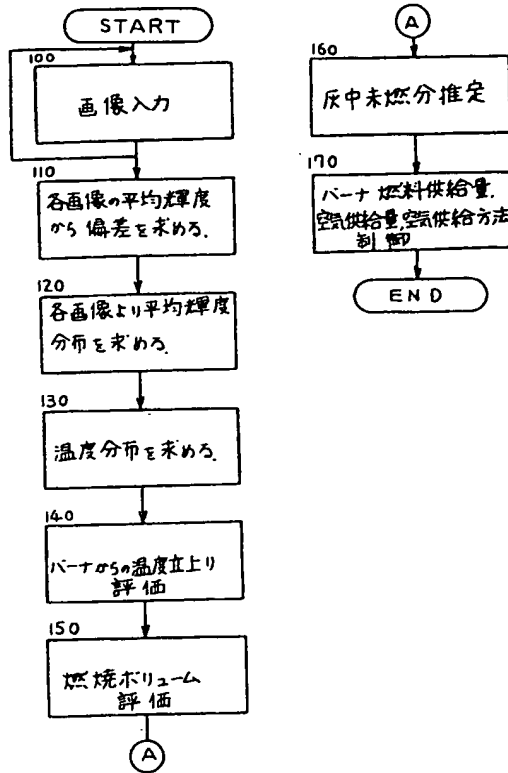 START
100
画像入力
110
各画像の平均輝度
から 偏差を求める.
120
各画像より平均輝度
分布を求める.
130
温度分布を求める.
140
バーナからの温度立上り
評価
150
燃焼ボリューム
評価
A
A
160
灰中未燃分推定
170
バーナ 燃料供給量,
空気供給量,空気供給方法
制御
END